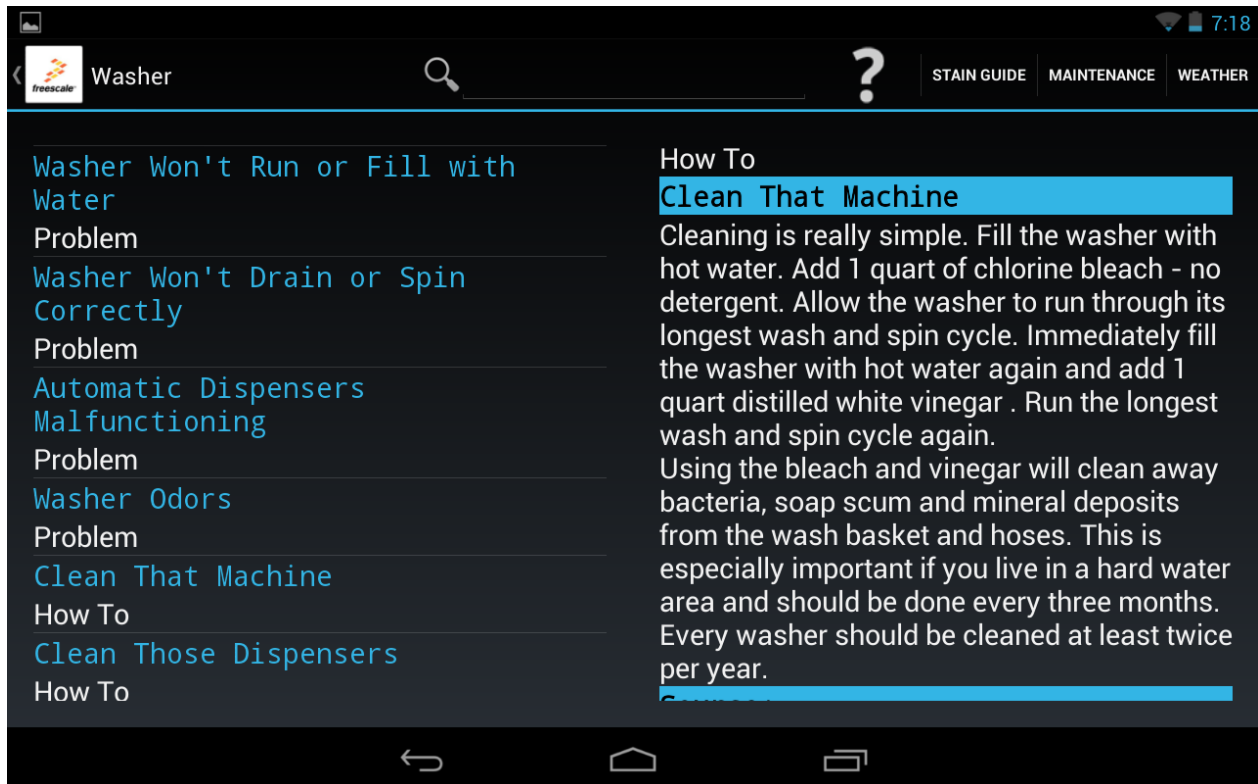 7:18
freescale
Washer
?
STAIN GUIDE
MAINTENANCE
WEATHER
Washer Won't Run or Fill with
Water
Problem
Washer Won't Drain or Spin
Correctly
Problem
Automatic Dispensers
Malfunctioning
Problem
Washer Odors
Problem
Clean That Machine
How To
Clean Those Dispensers
How To
How To
Clean That Machine
Cleaning is really simple. Fill the washer with
hot water. Add 1 quart of chlorine bleach - no
detergent. Allow the washer to run through its
longest wash and spin cycle. Immediately fill
the washer with hot water again and add 1
quart distilled white vinegar . Run the longest
wash and spin cycle again.
Using the bleach and vinegar will clean away
bacteria, soap scum and mineral deposits
from the wash basket and hoses. This is
especially important if you live in a hard water
area and should be done every three months.
Every washer should be cleaned at least twice
per year.